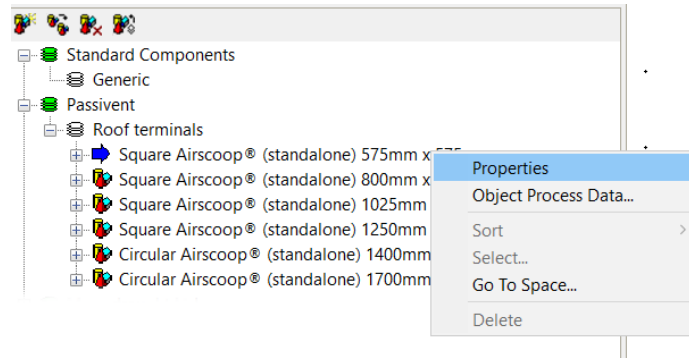 Standard Components
Generic
Passivent
Roof terminals
Square Airscoop® (standalone) 575mm x 575
Square Airscoop® (standalone) 800mm x
Square Airscoop® (standalone) 1025mm
Square Airscoop® (standalone) 1250mm
Circular Airscoop® (standalone) 1400mm
Circular Airscoop® (standalone) 1700mm
Properties
Object Process Data...
Sort
Select...
Go To Space...
Delete